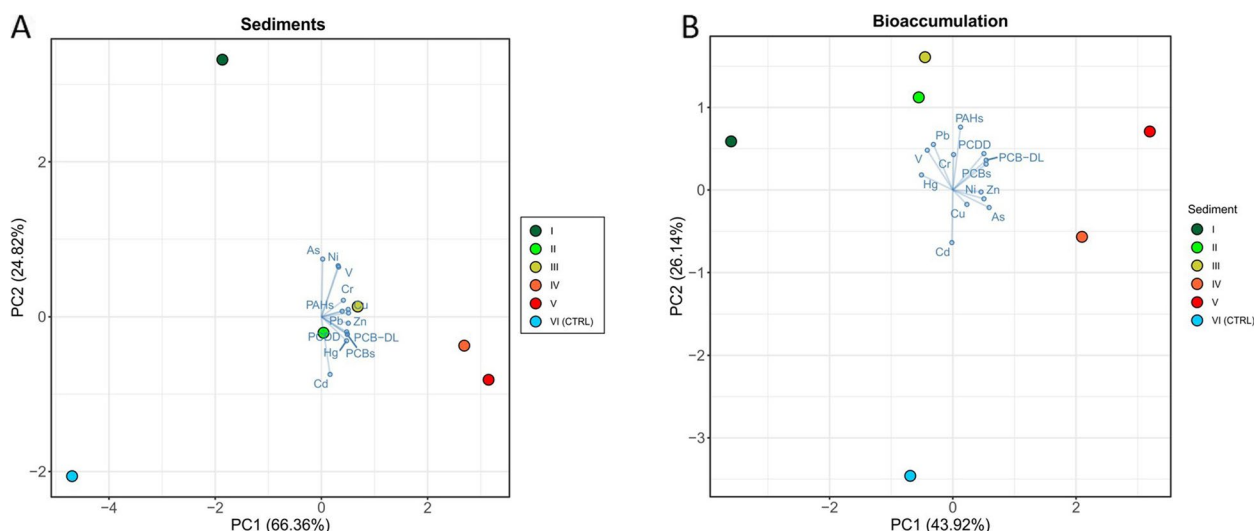 A
Sediments
PC2 (24.82%)
2
0
−2
As
Ni
V
Cr
PAHs
Pb
Zn
PCDD
PCB−DL
Hg
PCBs
Cd
−4
−2
0
2
PC1 (66.36%)
I
II
III
IV
V
VI (CTRL)
B
Bioaccumulation
PC2 (26.14%)
1
0
−1
−2
−3
PAHs
Pb
PCDD
V
Cr
PCB−DL
PCBs
Hg
Ni
Zn
Cu
As
Cd
−2
0
2
PC1 (43.92%)
Sediment
I
II
III
IV
V
VI (CTRL)